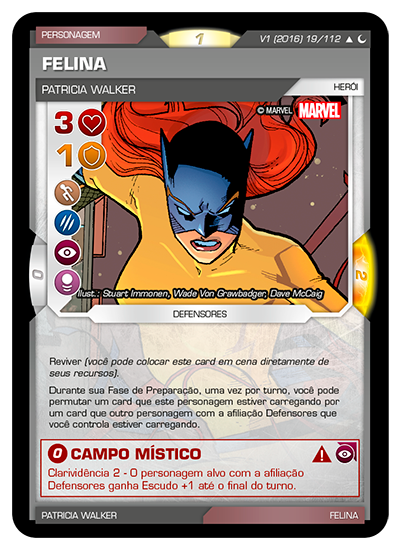 PERSONAGEM
1
V1 (2016) 19/112
FELINA
PATRICIA WALKER
HERÓI
3
© MARVEL MARVEL
1
0
2
Illust.: Stuart Immonen, Wade Von Grawbadger, Dave McCaig
DEFENSORES
Reviver (você pode colocar este card em cena diretamente de
seus recursos).
Durante sua Fase de Preparação, uma vez por turno, você pode
permutar um card que este personagem estiver carregando por
um card que outro personagem com a afiliação Defensores que
você controla estiver carregando.
0 CAMPO MÍSTICO
Clarividência 2 - O personagem alvo com a afiliação
Defensores ganha Escudo +1 até o final do turno.
PATRICIA WALKER
FELINA